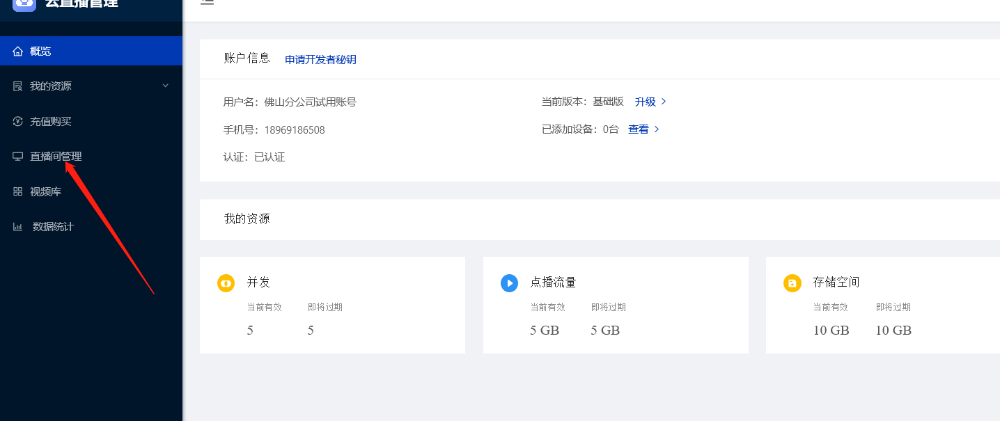 云直播管理
概览
我的资源
充值购买
直播间管理
视频库
数据统计
账户信息 申请开发者秘钥
用户名：佛山分公司试用账号
当前版本：基础版 升级
手机号：18969186508
已添加设备：0台 查看
认证：已认证
我的资源
并发
当前有效 即将过期
5 5
点播流量
当前有效 即将过期
5 GB 5 GB
存储空间
当前有效 即将过期
10 GB 10 GB